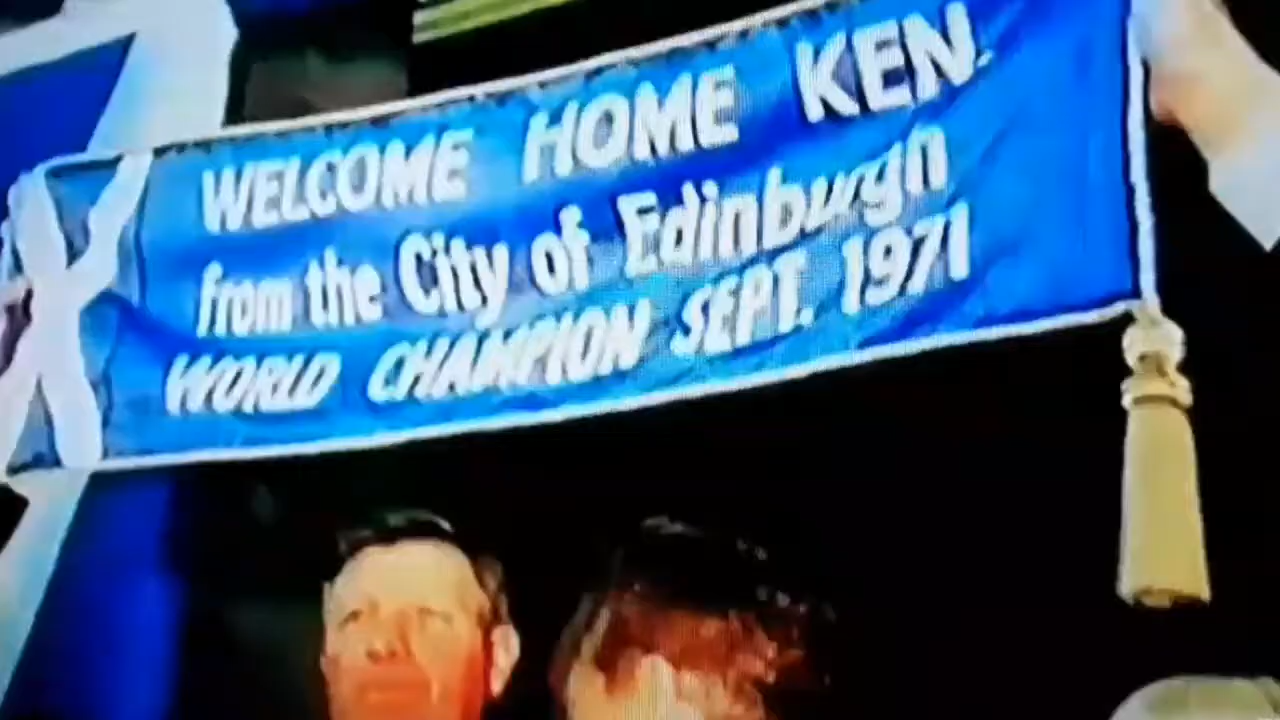 WELCOME HOME KEN.
from the City of Edinburgh
WORLD CHAMPION SEPT. 1971